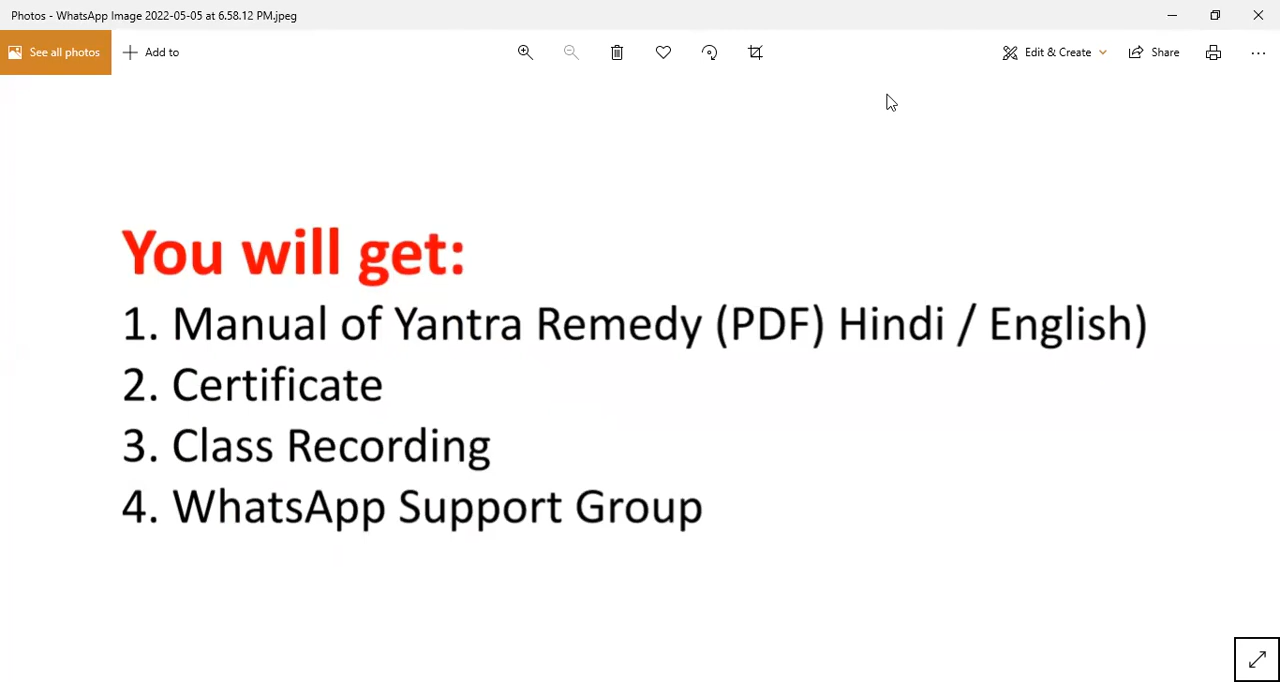 Photos - WhatsApp Image 2022-05-05 at 6.58.12 PM.jpeg
See all photos
Add to
Edit & Create
Share
You will get:
1. Manual of Yantra Remedy (PDF) Hindi / English)
2. Certificate
3. Class Recording
4. WhatsApp Support Group